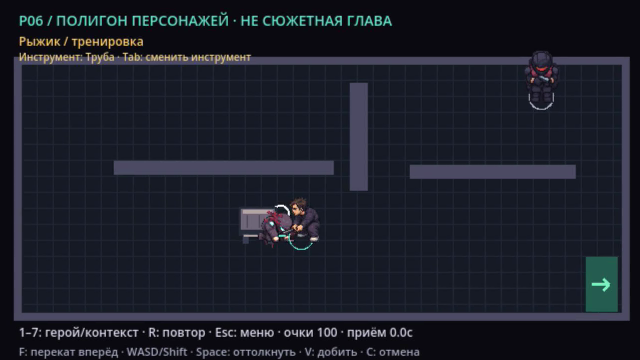 P06 / ПОЛИГОН ПЕРСОНАЖЕЙ · НЕ СЮЖЕТНАЯ ГЛАВА
Рыжик / тренировка
Инструмент: Труба · Tab: сменить инструмент
→
1–7: герой/контекст · R: повтор · Esc: меню · очки 100 · приём 0.0с
F: перекат вперёд · WASD/Shift · Space: оттолкнуть · V: добить · C: отмена